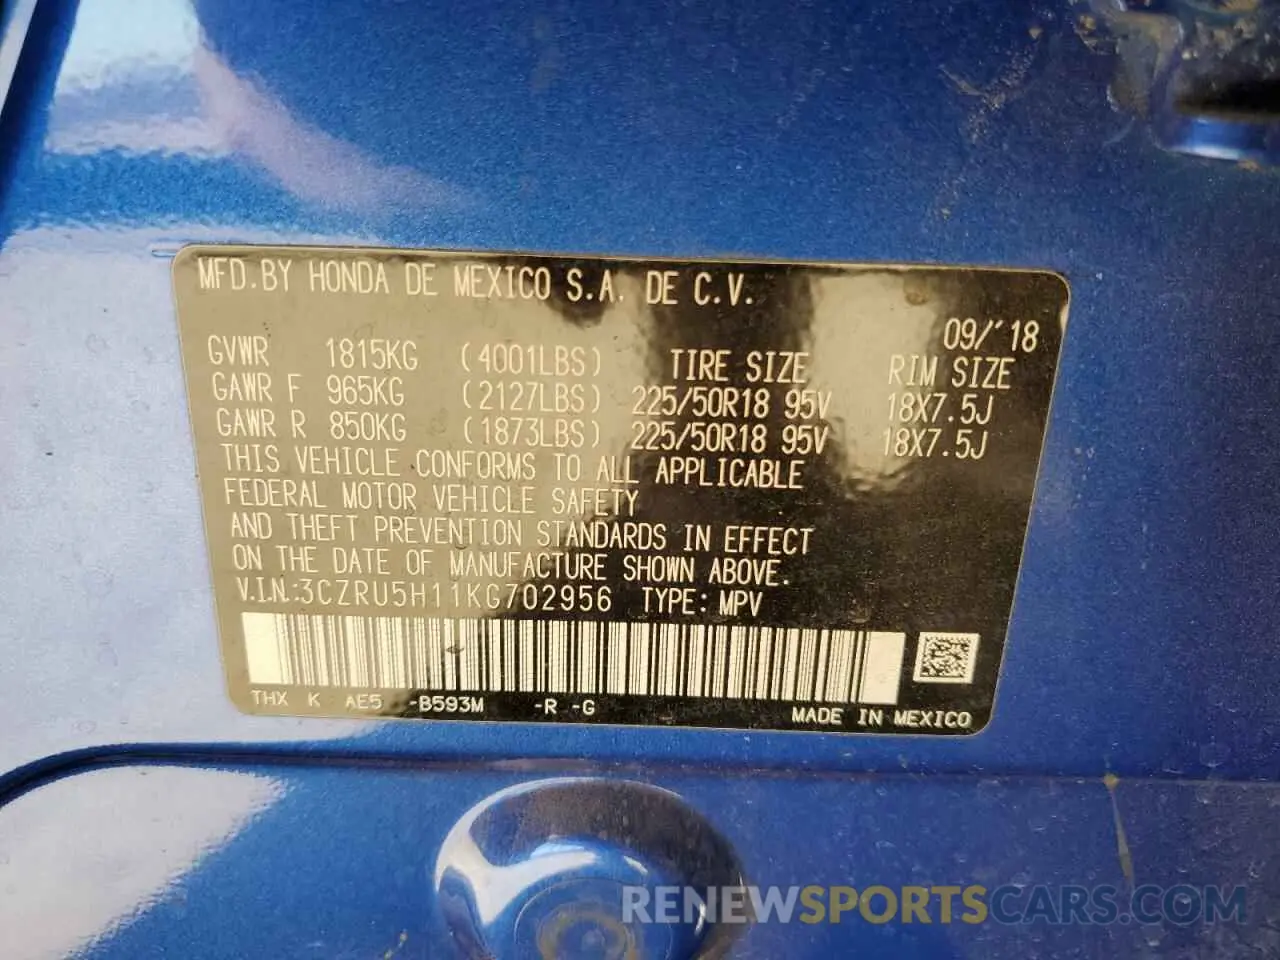 MFD.BY HONDA DE MEXICO S.A. DE C.V.
09/'18
GVWR 1815KG (4001LBS) TIRE SIZE RIM SIZE
GAWR F 965KG (2127LBS) 225/50R18 95V 18X7.5J
GAWR R 850KG (1873LBS) 225/50R18 95V 18X7.5J
THIS VEHICLE CONFORMS TO ALL APPLICABLE
FEDERAL MOTOR VEHICLE SAFETY
AND THEFT PREVENTION STANDARDS IN EFFECT
ON THE DATE OF MANUFACTURE SHOWN ABOVE.
V.I.N.:3CZRU5H11KG702956 TYPE: MPV
THX K AE5 -B593M -R -G
MADE IN MEXICO
RENEWSPORTSCARS.COM